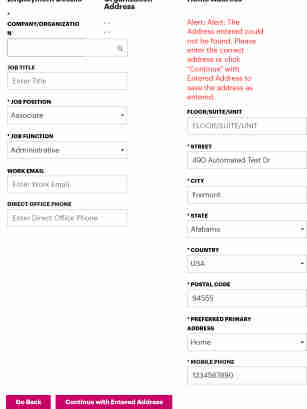 Employment Details
*
COMPANY/ORGANIZATIO
N
JOB TITLE
Enter Title
* JOB POSITION
Associate
* JOB FUNCTION
Administrative
WORK EMAIL
Enter Work Email
DIRECT OFFICE PHONE
Enter Direct Office Phone
Organization
Address
- -
- -
Home Address
Alert: Alert: The
Address entered could
not be found. Please
enter the correct
address or click
"Continue" with
Entered Address to
save the address as
entered.
FLOOR/SUITE/UNIT
FLOOR/SUITE/UNIT
* STREET
490 Automated Test Dr
* CITY
Fremont
* STATE
Alabama
* COUNTRY
USA
* POSTAL CODE
94555
* PREFERRED PRIMARY
ADDRESS
Home
* MOBILE PHONE
1234567890
Go Back
Continue with Entered Address